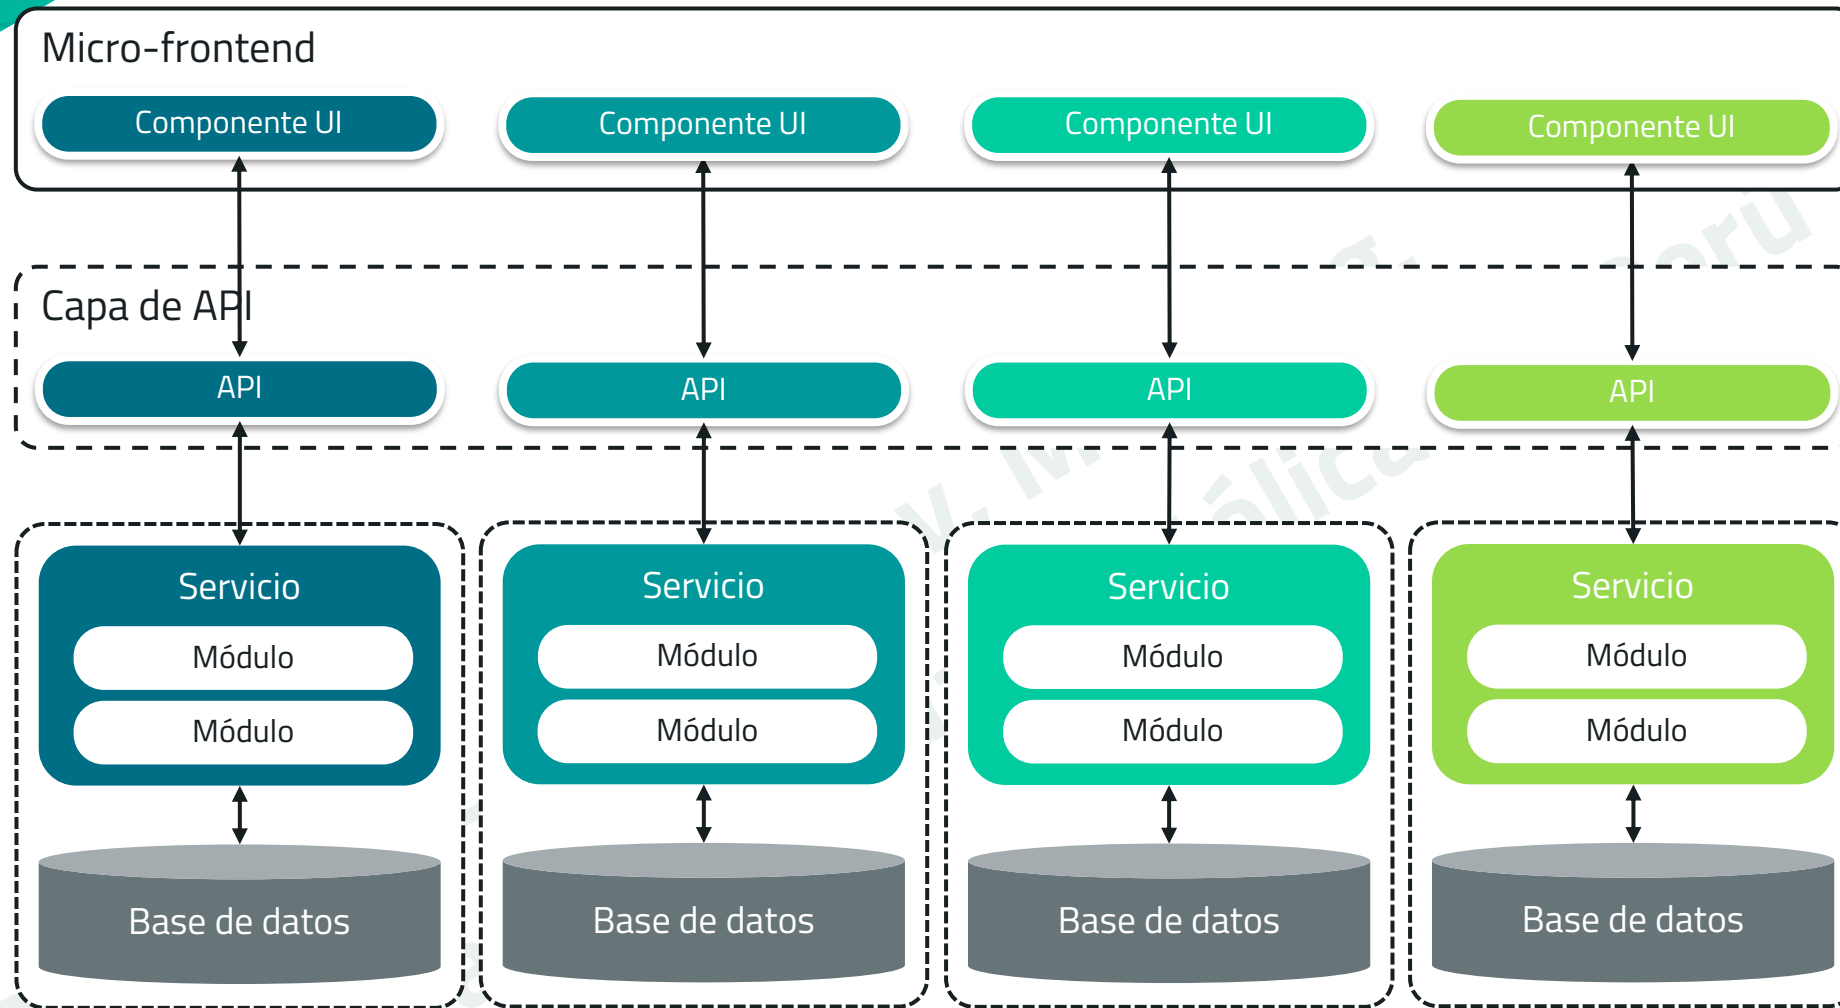 Micro-frontend
Componente UI
Componente UI
Componente UI
Componente UI
Capa de API
API
API
API
API
Servicio
Servicio
Servicio
Servicio
Módulo
Módulo
Módulo
Módulo
Módulo
Módulo
Módulo
Módulo
Base de datos
Base de datos
Base de datos
Base de datos